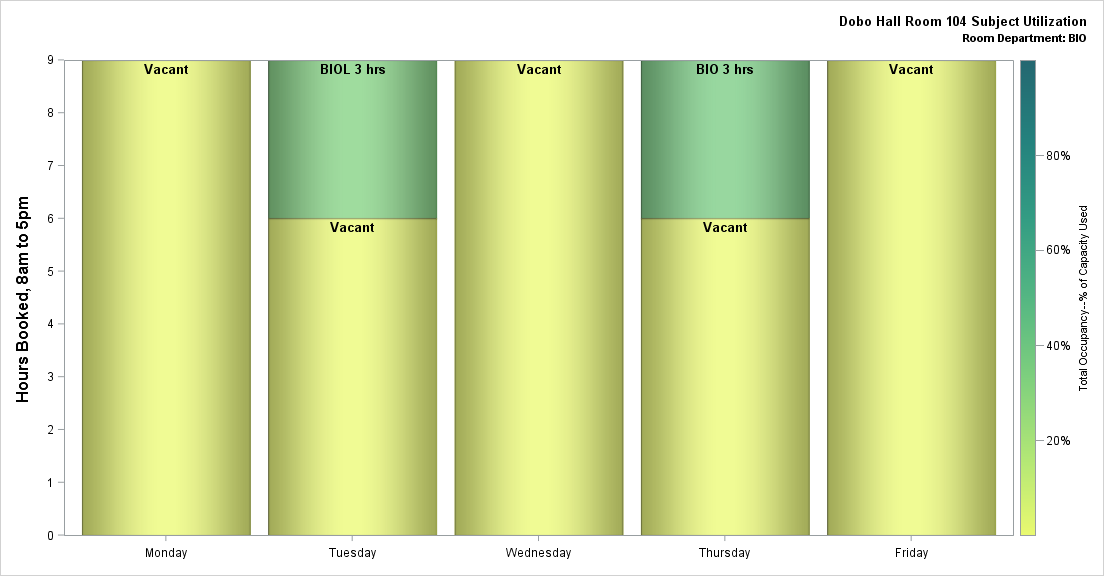 Dobo Hall Room 104 Subject Utilization
Room Department: BIO
Hours Booked, 8am to 5pm
9
8
7
6
5
4
3
2
1
0
Vacant
BIOL 3 hrs
Vacant
BIO 3 hrs
Vacant
Vacant
Vacant
Monday
Tuesday
Wednesday
Thursday
Friday
80%
60%
40%
20%
Total Occupancy--% of Capacity Used